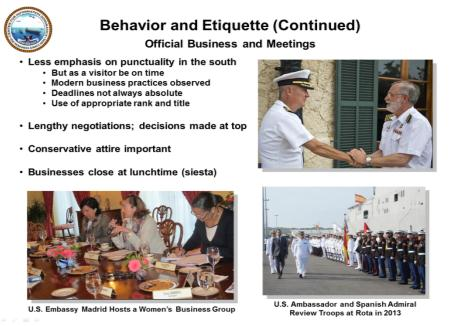 Behavior and Etiquette (Continued)
Official Business and Meetings
• Less emphasis on punctuality in the south
• But as a visitor be on time
• Modern business practices observed
• Deadlines not always absolute
• Use of appropriate rank and title
• Lengthy negotiations; decisions made at top
• Conservative attire important
• Businesses close at lunchtime (siesta)
U.S. Embassy Madrid Hosts a Women's Business Group
U.S. Ambassador and Spanish Admiral
Review Troops at Rota in 2013